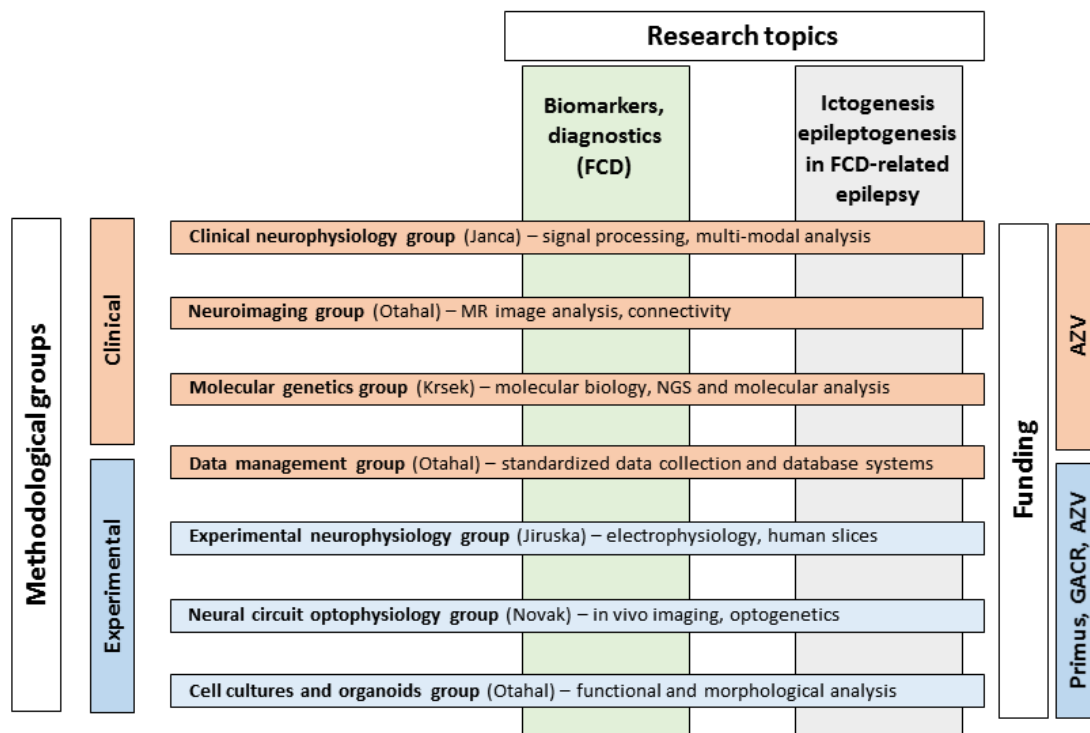 Research topics
Biomarkers,
diagnostics
(FCD)
Ictogenesis
epileptogenesis
in FCD-related
epilepsy
Methodological groups
Clinical
Experimental
Clinical neurophysiology group (Janca) – signal processing, multi-modal analysis
Neuroimaging group (Otahal) – MR image analysis, connectivity
Molecular genetics group (Krsek) – molecular biology, NGS and molecular analysis
Data management group (Otahal) – standardized data collection and database systems
Experimental neurophysiology group (Jiruska) – electrophysiology, human slices
Neural circuit optophysiology group (Novak) – in vivo imaging, optogenetics
Cell cultures and organoids group (Otahal) – functional and morphological analysis
Funding
AZV
Primus, GACR, AZV